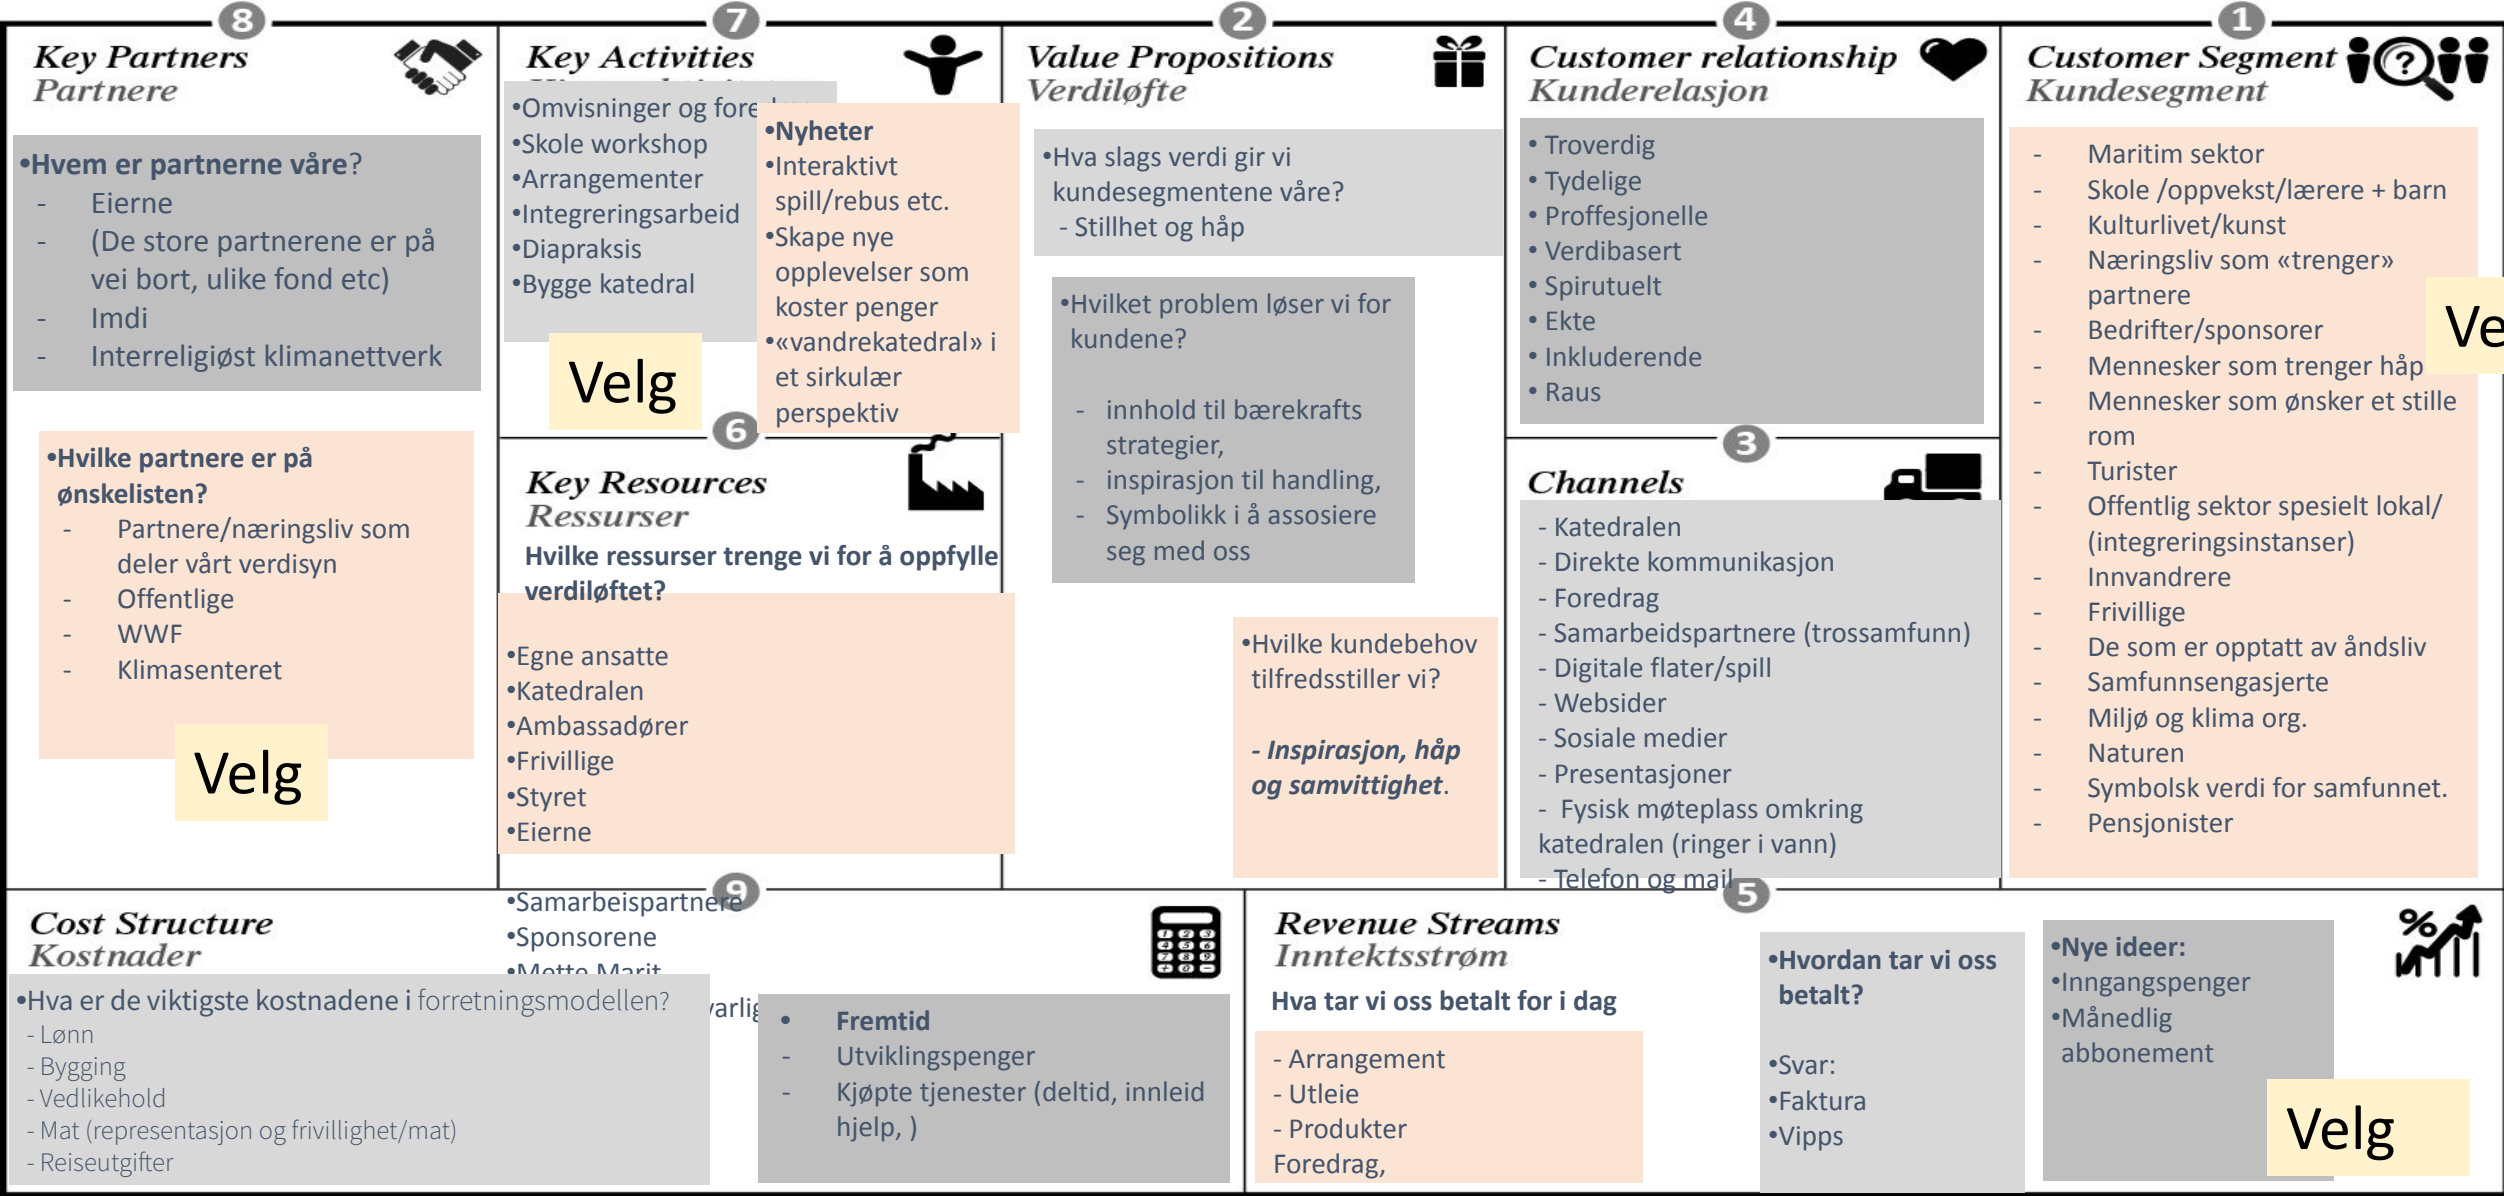 8
Key Partners
Partnere
•Hvem er partnerne våre?
- Eierne
- (De store partnerene er på
vei bort, ulike fond etc)
- Imdi
- Interreligiøst klimanettverk
•Hvilke partnere er på
ønskelisten?
- Partnere/næringsliv som
deler vårt verdisyn
- Offentlige
- WWF
- Klimasenteret
Velg
7
Key Activities
•Omvisninger og
•Skole workshop
•Arrangementer
•Integreringsarbeid
•Diapraksis
•Bygge katedral
Velg
•Nyheter
•Interaktivt
spill/rebus etc.
•Skape nye
opplevelser som
koster penger
•«vandrekatedral» i
et sirkulær
perspektiv
6
Key Resources
Ressurser
Hvilke ressurser trenge vi for å oppfylle
verdiløftet?
•Egne ansatte
•Katedralen
•Ambassadører
•Frivillige
•Styret
•Eierne
•Samarbeispartnere
•Sponsorene
•Mette Marit
2
Value Propositions
Verdiløfte
•Hva slags verdi gir vi
kundesegmentene våre?
- Stillhet og håp
•Hvilket problem løser vi for
kundene?
- innhold til bærekrafts
strategier,
- inspirasjon til handling,
- Symbolikk i å assosiere
seg med oss
•Hvilke kundebehov
tilfredsstiller vi?
- Inspirasjon, håp
og samvittighet.
4
Customer relationship
Kunderelasjon
• Troverdig
• Tydelige
• Proffesjonelle
• Verdibasert
• Spirutuelt
• Ekte
• Inkluderende
• Raus
3
Channels
- Katedralen
- Direkte kommunikasjon
- Foredrag
- Samarbeidspartnere (trossamfunn)
- Digitale flater/spill
- Websider
- Sosiale medier
- Presentasjoner
- Fysisk møteplass omkring
katedralen (ringer i vann)
- Telefon og mail
1
Customer Segment
Kundesegment
?
- Maritim sektor
- Skole /oppvekst/lærere + barn
- Kulturlivet/kunst
- Næringsliv som «trenger»
partnere
- Bedrifter/sponsorer
- Mennesker som trenger håp
- Mennesker som ønsker et stille
rom
- Turister
- Offentlig sektor spesielt lokal/
(integreringsinstanser)
- Innvandrere
- Frivillige
- De som er opptatt av åndsliv
- Samfunnsengasjerte
- Miljø og klima org.
- Naturen
- Symbolsk verdi for samfunnet.
- Pensjonister
Ve
9
Cost Structure
Kostnader
•Hva er de viktigste kostnadene i forretningsmodellen?
- Lønn
- Bygging
- Vedlikehold
- Mat (representasjon og frivillighet/mat)
- Reiseutgifter
• Fremtid
- Utviklingspenger
- Kjøpte tjenester (deltid, innleid
hjelp, )
5
Revenue Streams
Inntektsstrøm
Hva tar vi oss betalt for i dag
- Arrangement
- Utleie
- Produkter
Foredrag,
•Hvordan tar vi oss
betalt?
•Svar:
•Faktura
•Vipps
•Nye ideer:
•Inngangspenger
•Månedlig
abbonement
%
Velg